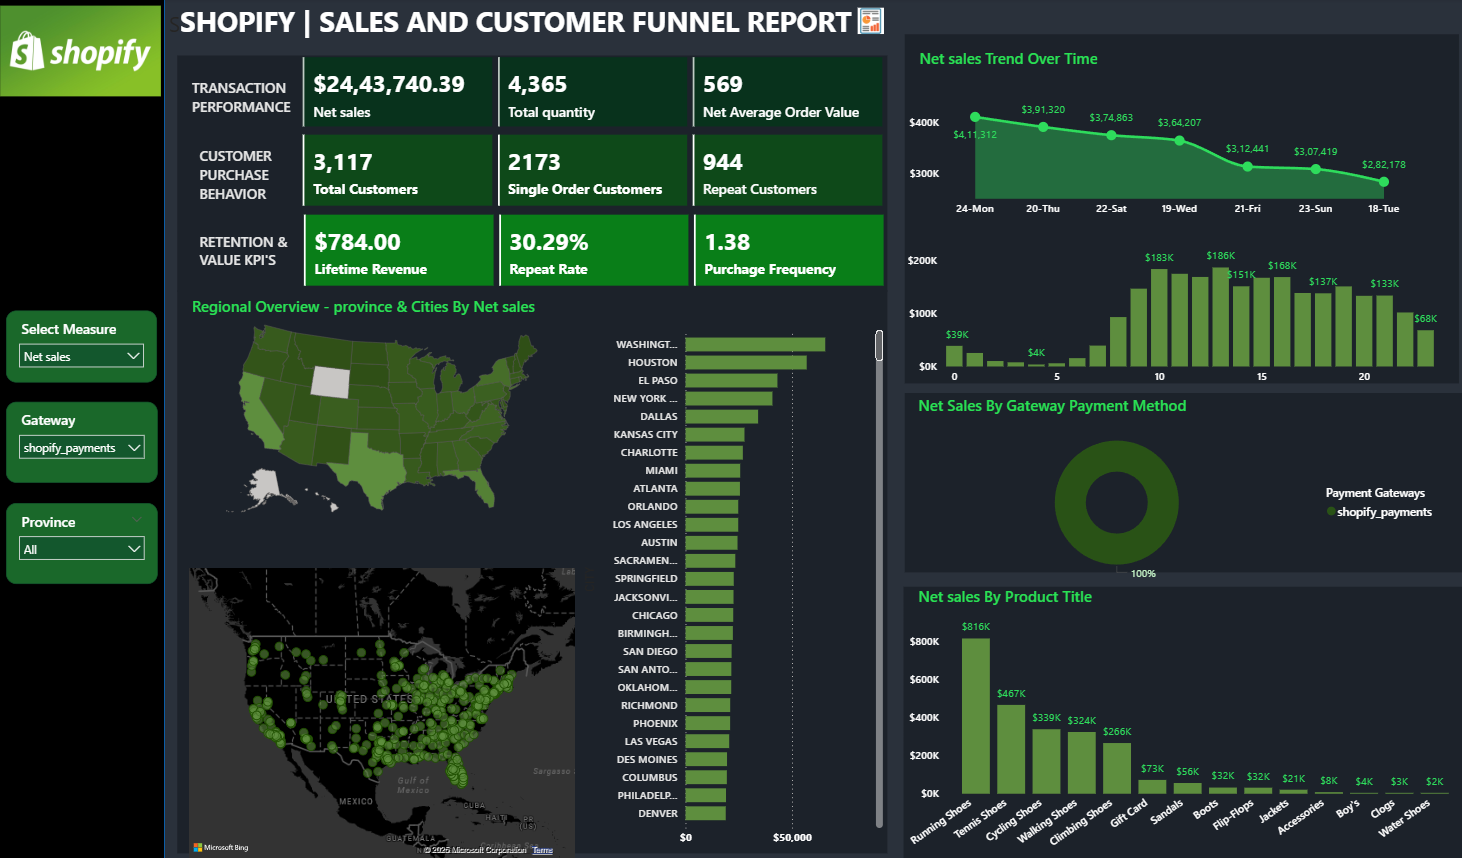 shopify
SHOPIFY | SALES AND CUSTOMER FUNNEL REPORT
TRANSACTION
PERFORMANCE
$24,43,740.39
Net sales
4,365
Total quantity
569
Net Average Order Value
CUSTOMER
PURCHASE
BEHAVIOR
3,117
Total Customers
2173
Single Order Customers
944
Repeat Customers
RETENTION &
VALUE KPI'S
$784.00
Lifetime Revenue
30.29%
Repeat Rate
1.38
Purchage Frequency
Select Measure
Net sales
Gateway
shopify_payments
Province
All
Regional Overview - province & Cities By Net sales
WASHINGT...
HOUSTON
EL PASO
NEW YORK ...
DALLAS
KANSAS CITY
CHARLOTTE
MIAMI
ATLANTA
ORLANDO
LOS ANGELES
AUSTIN
SACRAMEN...
SPRINGFIELD
JACKSONVI...
CHICAGO
BIRMINGH...
SAN DIEGO
SAN ANTO...
OKLAHOM...
RICHMOND
PHOENIX
LAS VEGAS
DES MOINES
COLUMBUS
PHILADELP...
DENVER
$0 $50,000
UNITED STATES
Gulf of
Mexico
MEXICO
CUBA
HAITI
PR
(US)
GUATEMALA
Sargasso
Microsoft Bing
© 2025 Microsoft Corporation Terms
Net sales Trend Over Time
$400K
$300K
$4,11,312
$3,91,320
$3,74,863
$3,64,207
$3,12,441
$3,07,419
$2,82,178
24-Mon 20-Thu 22-Sat 19-Wed 21-Fri 23-Sun 18-Tue
$200K
$100K
$0K
$39K
$4K
$183K
$186K
$151K
$168K
$137K
$133K
$68K
0 5 10 15 20
Net Sales By Gateway Payment Method
Payment Gateways
shopify_payments
100%
Net sales By Product Title
$800K
$600K
$400K
$200K
$0K
$816K
$467K
$339K
$324K
$266K
$73K
$56K
$32K
$32K
$21K
$8K
$4K
$3K
$2K
Running Shoes
Tennis Shoes
Cycling Shoes
Walking Shoes
Climbing Shoes
Gift Card
Sandals
Boots
Flip-Flops
Jackets
Accessories
Boy's
Clogs
Water Shoes